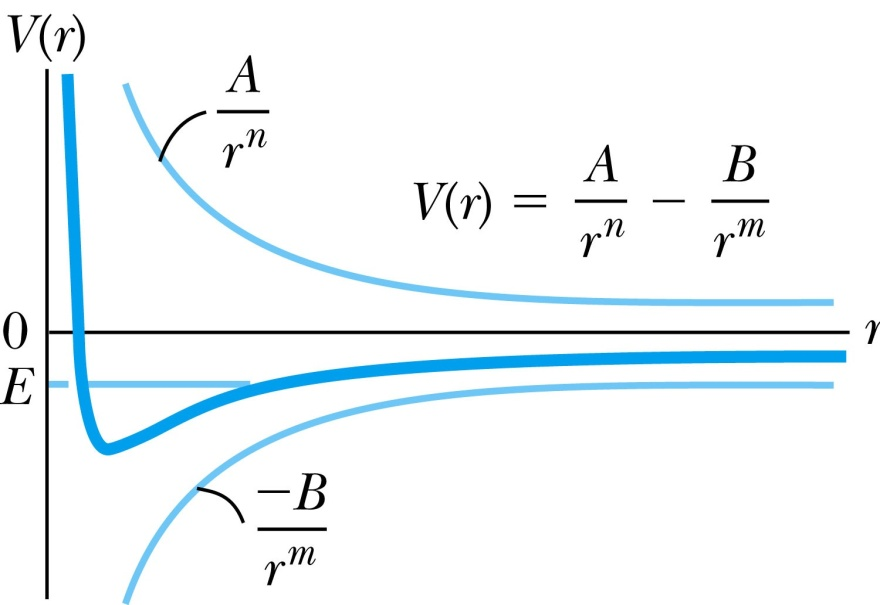 V(r)
A
r^n
V(r) = A/r^n − B/r^m
0
r
E
−B
r^m